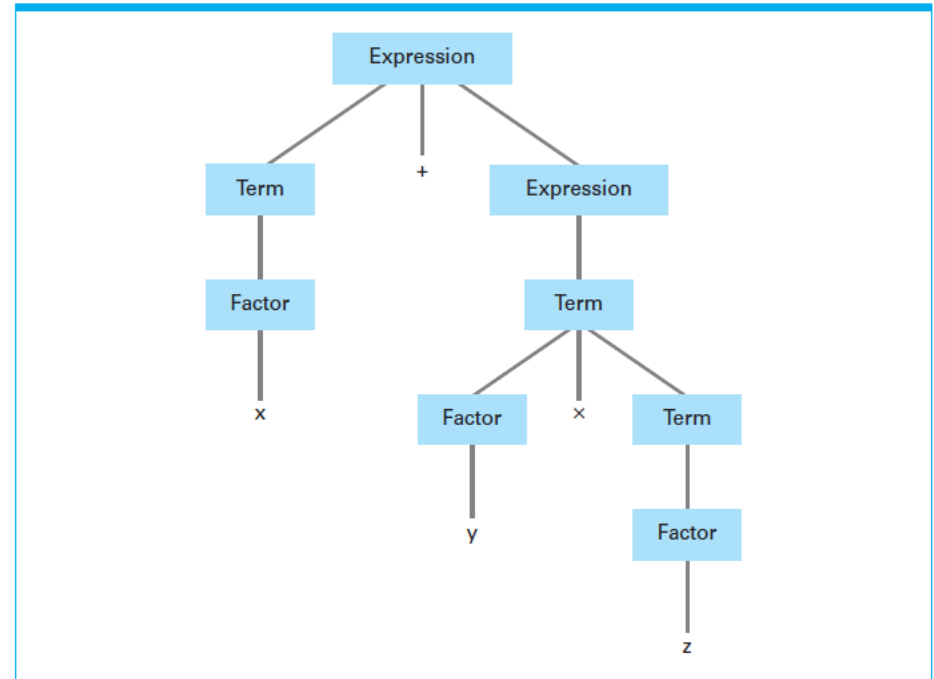 Expression
+
Term
Expression
Factor
Term
x
Factor
×
Term
y
Factor
z